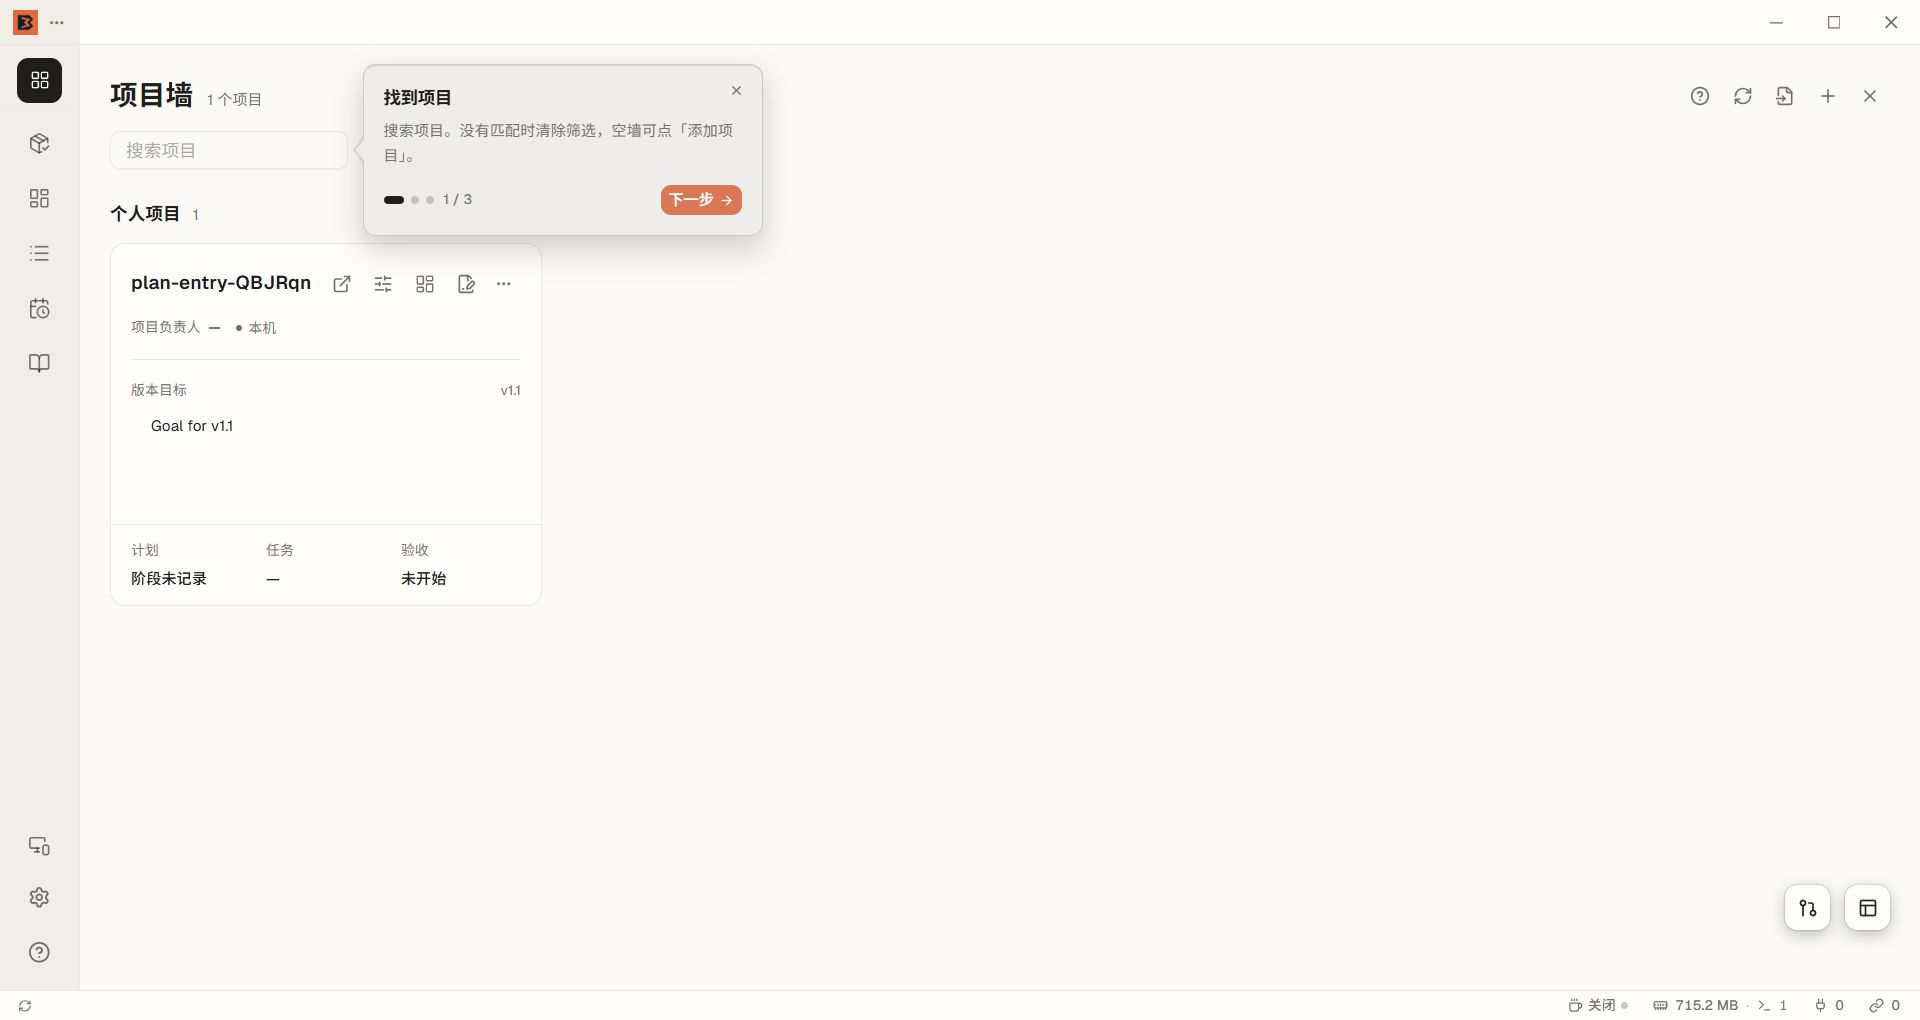 项目墙 1 个项目
搜索项目
找到项目
搜索项目。没有匹配时清除筛选，空墙可点「添加项
目」。
1 / 3
下一步
个人项目 1
plan-entry-QBJRqn
项目负责人 — 本机
版本目标 v1.1
Goal for v1.1
计划 任务 验收
阶段未记录 — 未开始
关闭 715.2 MB · 1 0 0